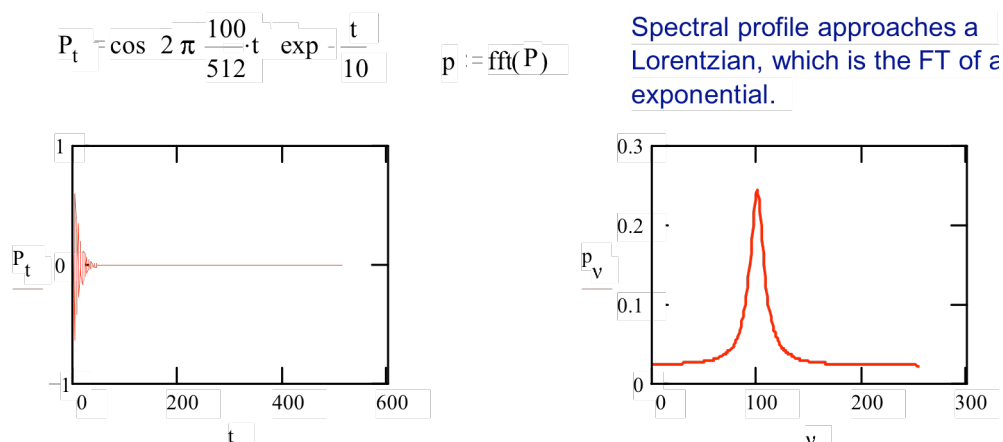 P_t = cos 2 π 100/512 · t exp - t/10
p := fft(P)
Spectral profile approaches a
Lorentzian, which is the FT of a
exponential.
1
P_t 0
-1
0 200 400 600
t
0.3
0.2
p_ν
0.1
0
0 100 200 300
ν